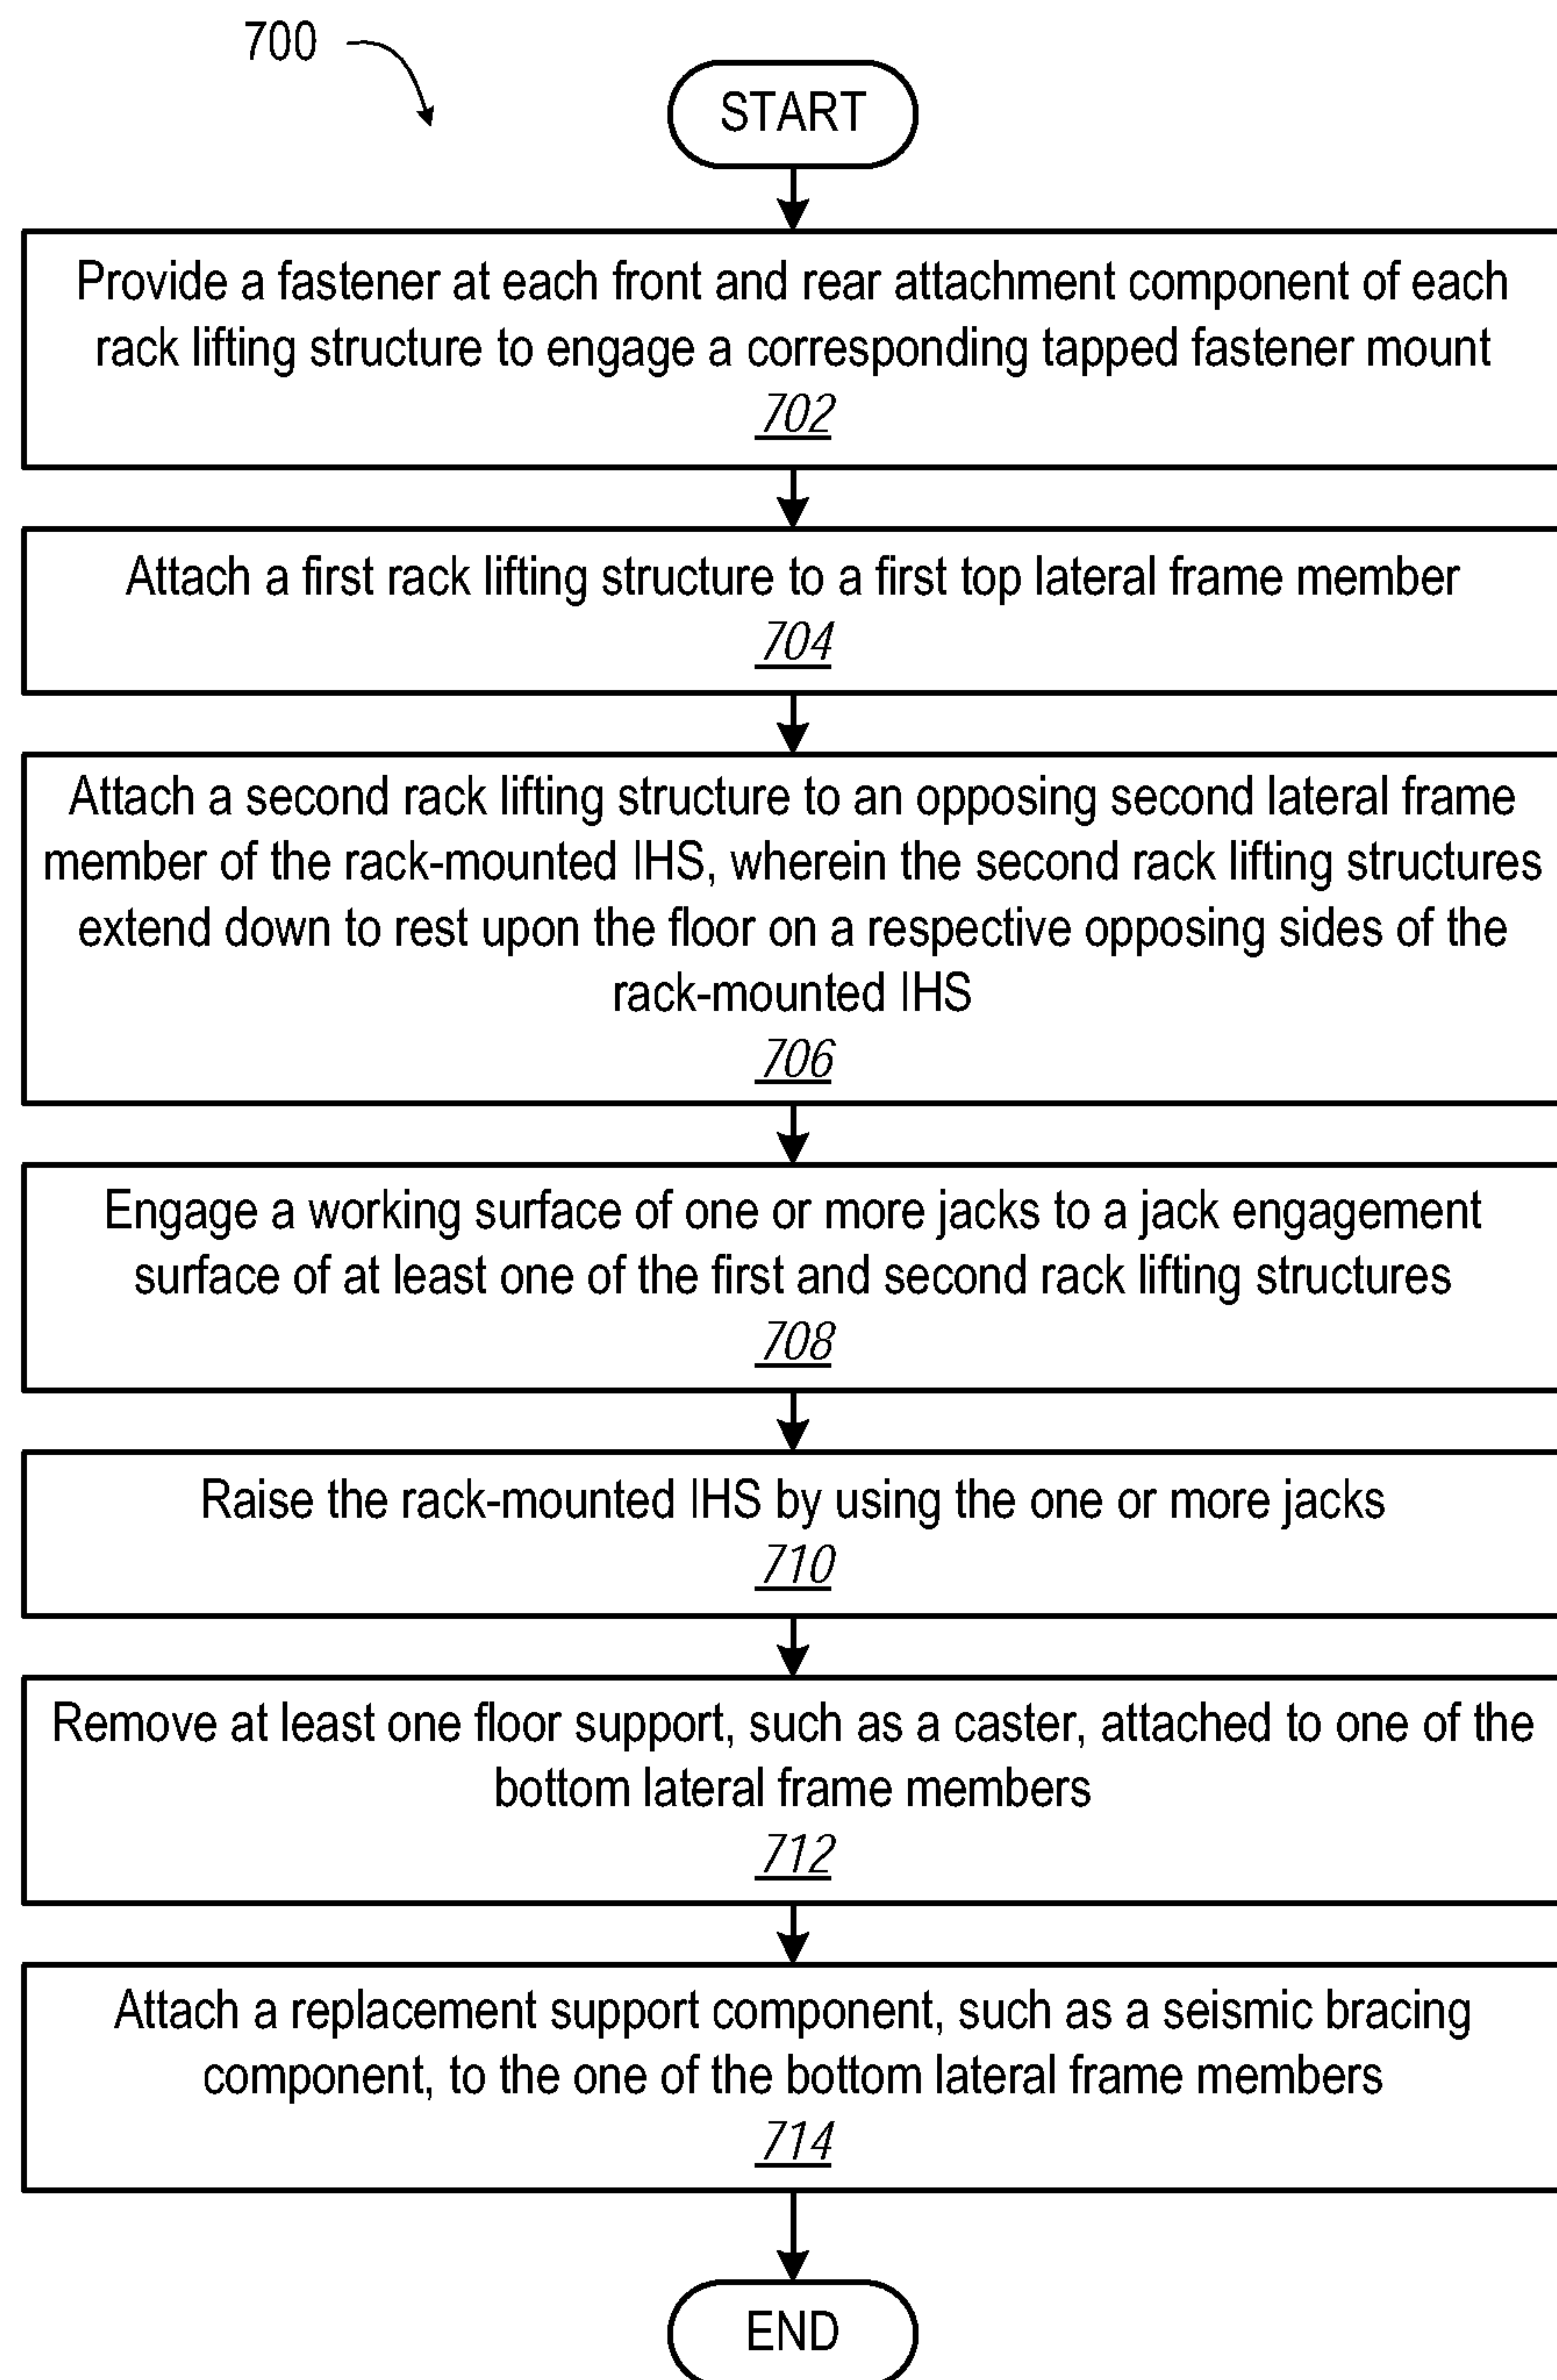 700
START
Provide a fastener at each front and rear attachment component of each
rack lifting structure to engage a corresponding tapped fastener mount
702
Attach a first rack lifting structure to a first top lateral frame member
704
Attach a second rack lifting structure to an opposing second lateral frame
member of the rack-mounted IHS, wherein the second rack lifting structures
extend down to rest upon the floor on a respective opposing sides of the
rack-mounted IHS
706
Engage a working surface of one or more jacks to a jack engagement
surface of at least one of the first and second rack lifting structures
708
Raise the rack-mounted IHS by using the one or more jacks
710
Remove at least one floor support, such as a caster, attached to one of the
bottom lateral frame members
712
Attach a replacement support component, such as a seismic bracing
component, to the one of the bottom lateral frame members
714
END